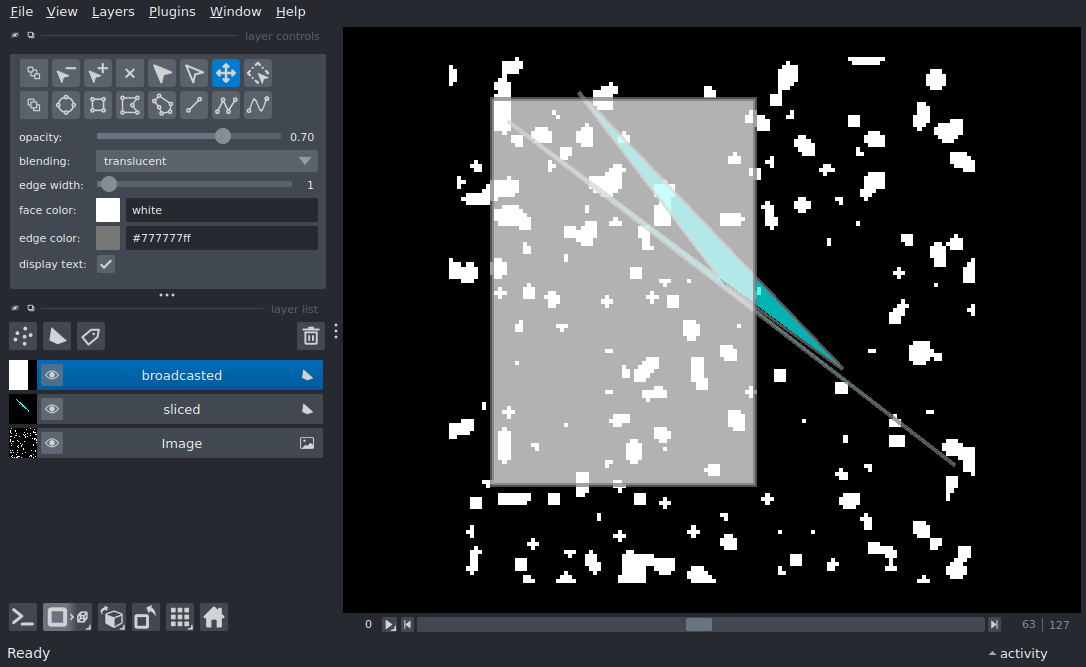 File View Layers Plugins Window Help
layer controls
opacity: 0.70
blending: translucent
edge width: 1
face color: white
edge color: #777777ff
display text:
layer list
broadcasted
sliced
Image
0 63 127
Ready activity